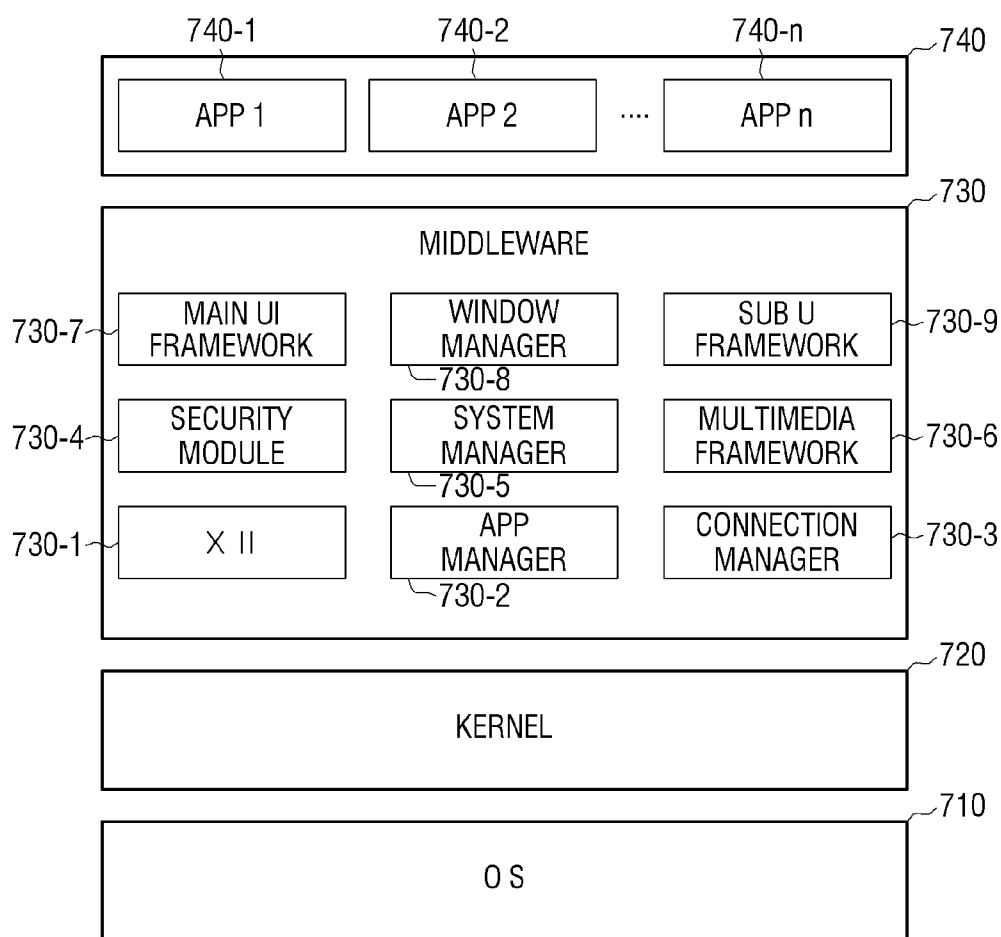 740-1 740-2 740-n 740
APP 1 APP 2 .... APP n
730
MIDDLEWARE
730-7 MAIN UI FRAMEWORK WINDOW MANAGER 730-8 SUB U FRAMEWORK 730-9
730-4 SECURITY MODULE SYSTEM MANAGER 730-5 MULTIMEDIA FRAMEWORK 730-6
730-1 X II APP MANAGER 730-2 CONNECTION MANAGER 730-3
720
KERNEL
710
O S